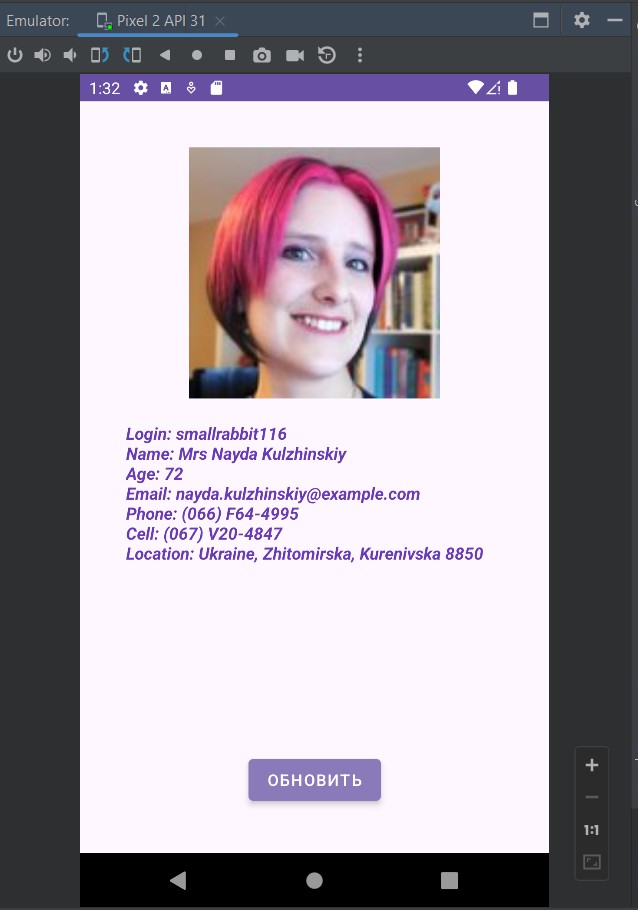 Emulator: Pixel 2 API 31
1:32
Login: smallrabbit116
Name: Mrs Nayda Kulzhinskiy
Age: 72
Email: nayda.kulzhinskiy@example.com
Phone: (066) F64-4995
Cell: (067) V20-4847
Location: Ukraine, Zhitomirska, Kurenivska 8850
ОБНОВИТЬ
1:1